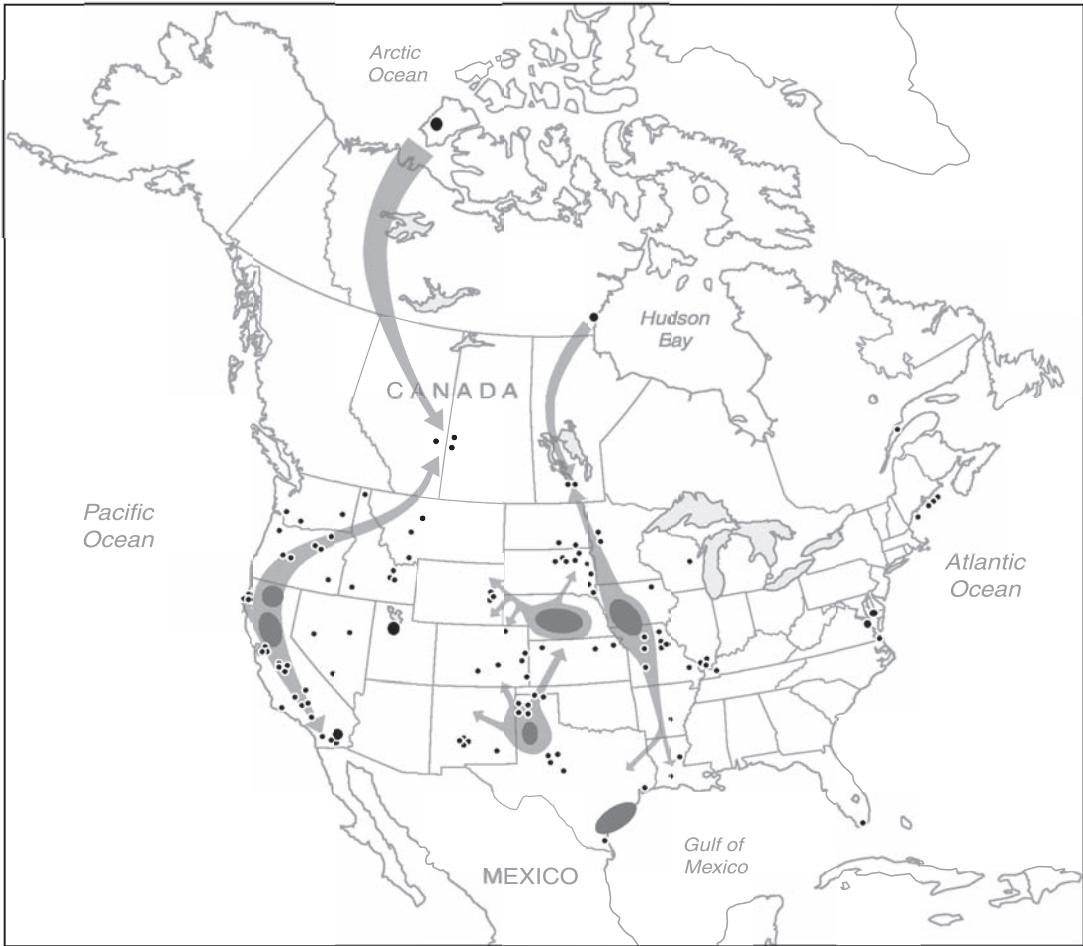 Arctic
Ocean
Hudson
Bay
CANADA
Pacific
Ocean
Atlantic
Ocean
Gulf of
Mexico
MEXICO